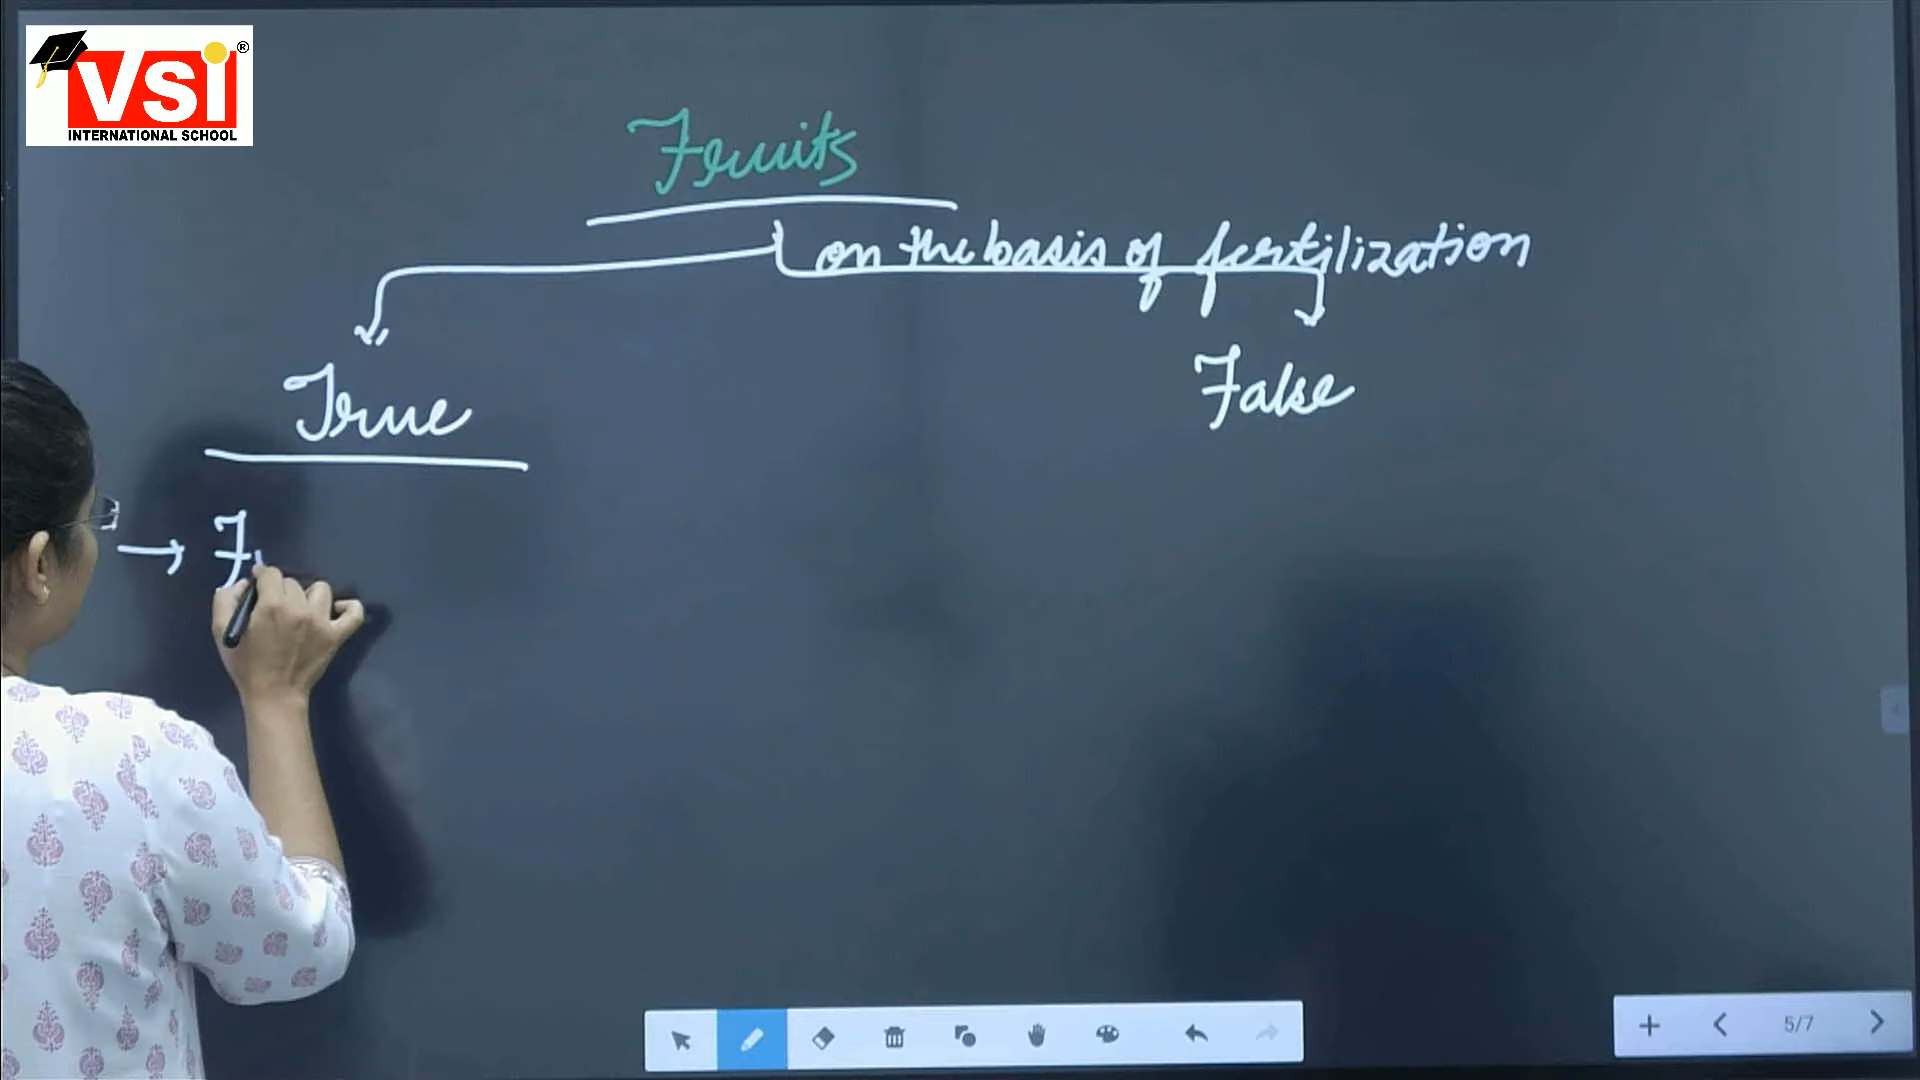 VSI ®
INTERNATIONAL SCHOOL
Fruits
on the basis of fertilization
True
False
→ F
5/7